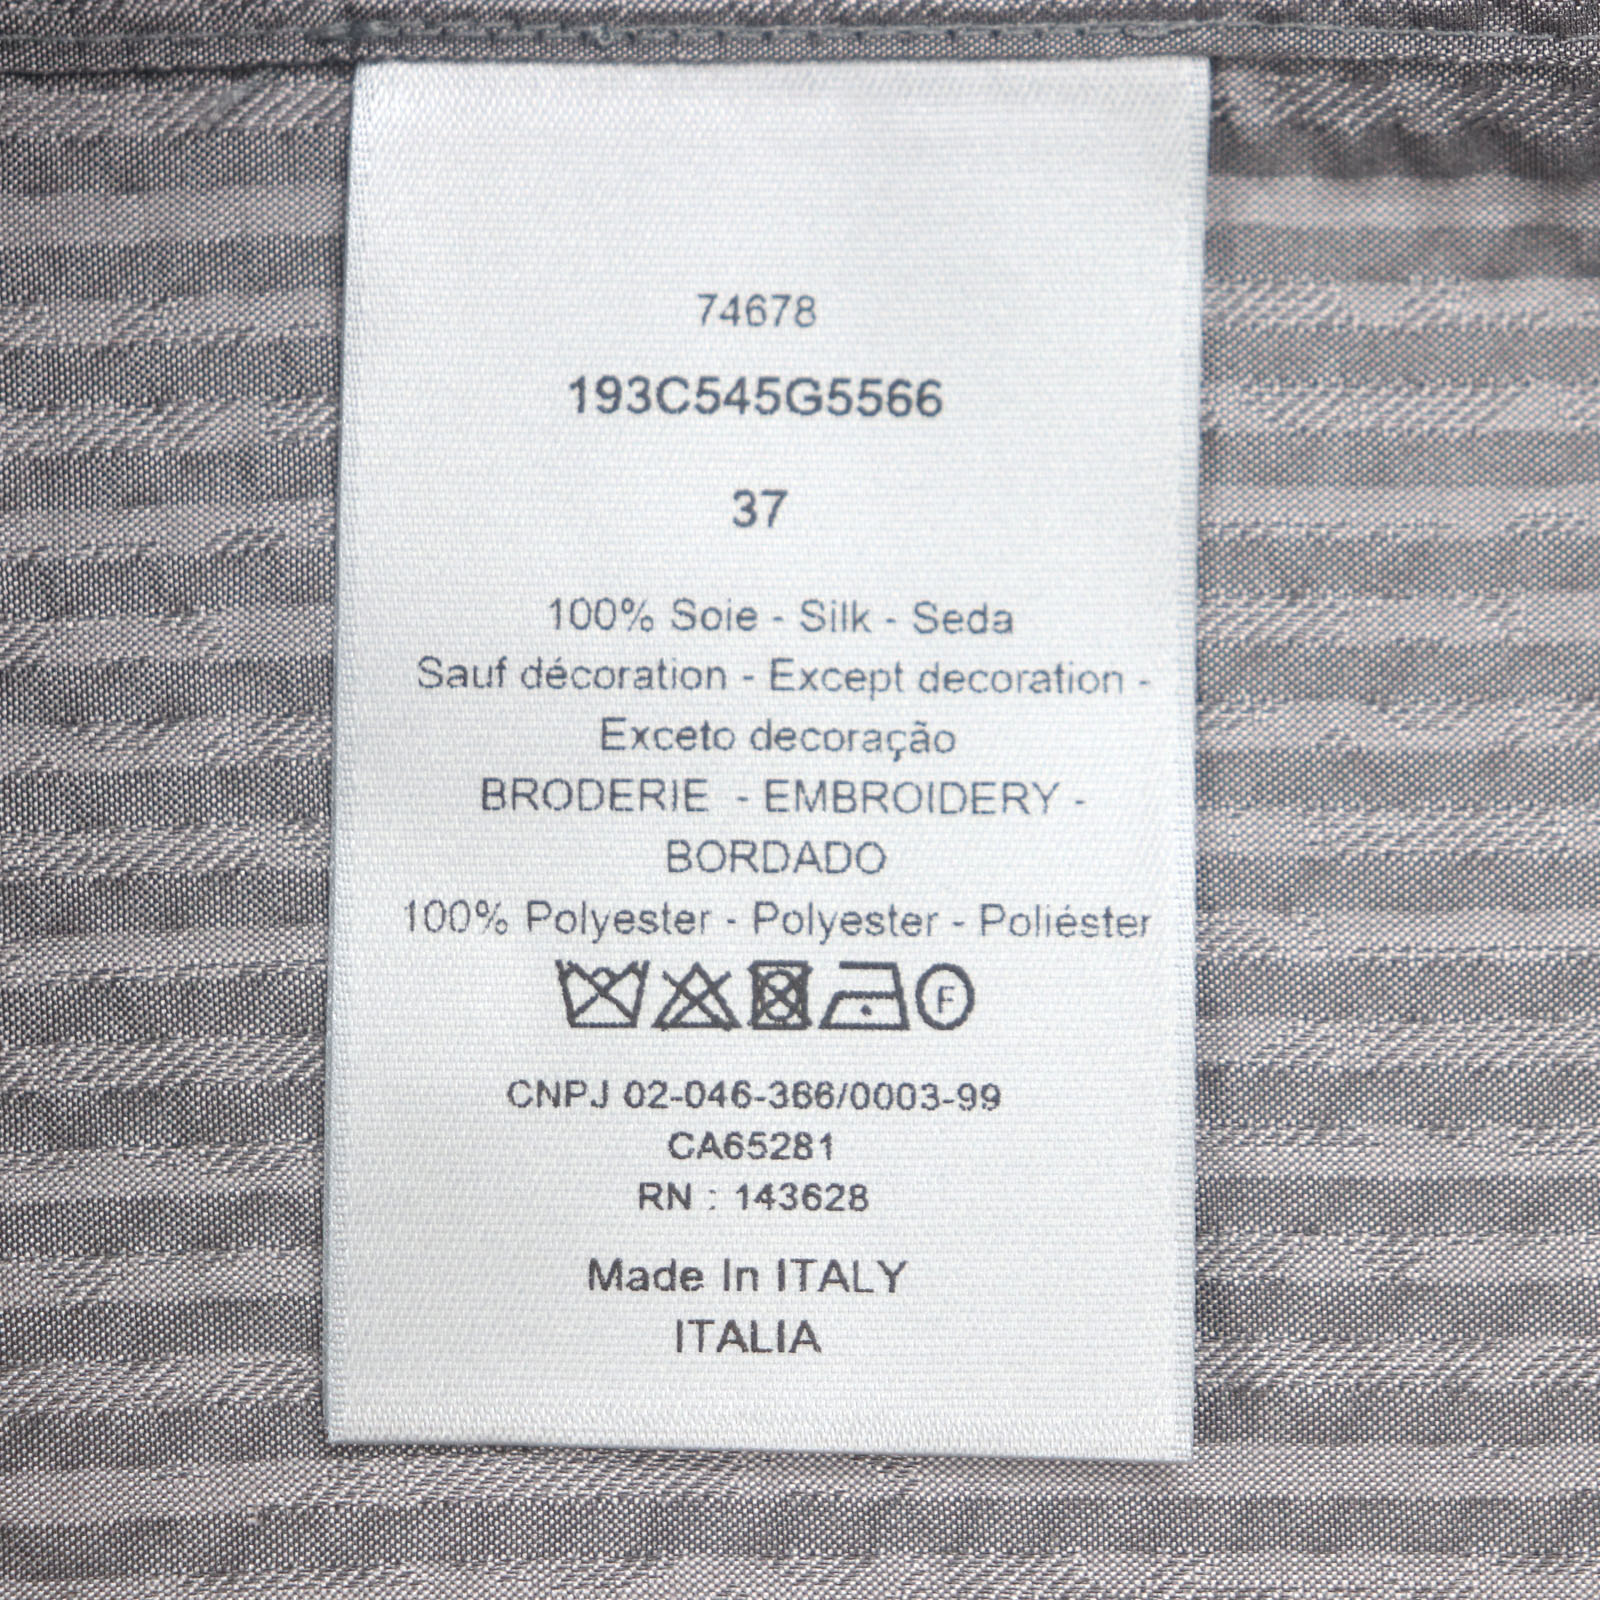 74678
193C545G5566
37
100% Soie - Silk - Seda
Sauf décoration - Except decoration -
Exceto decoração
BRODERIE - EMBROIDERY -
BORDADO
100% Polyester - Polyester - Poliéster
F
CNPJ 02-046-366/0003-99
CA65281
RN : 143628
Made In ITALY
ITALIA